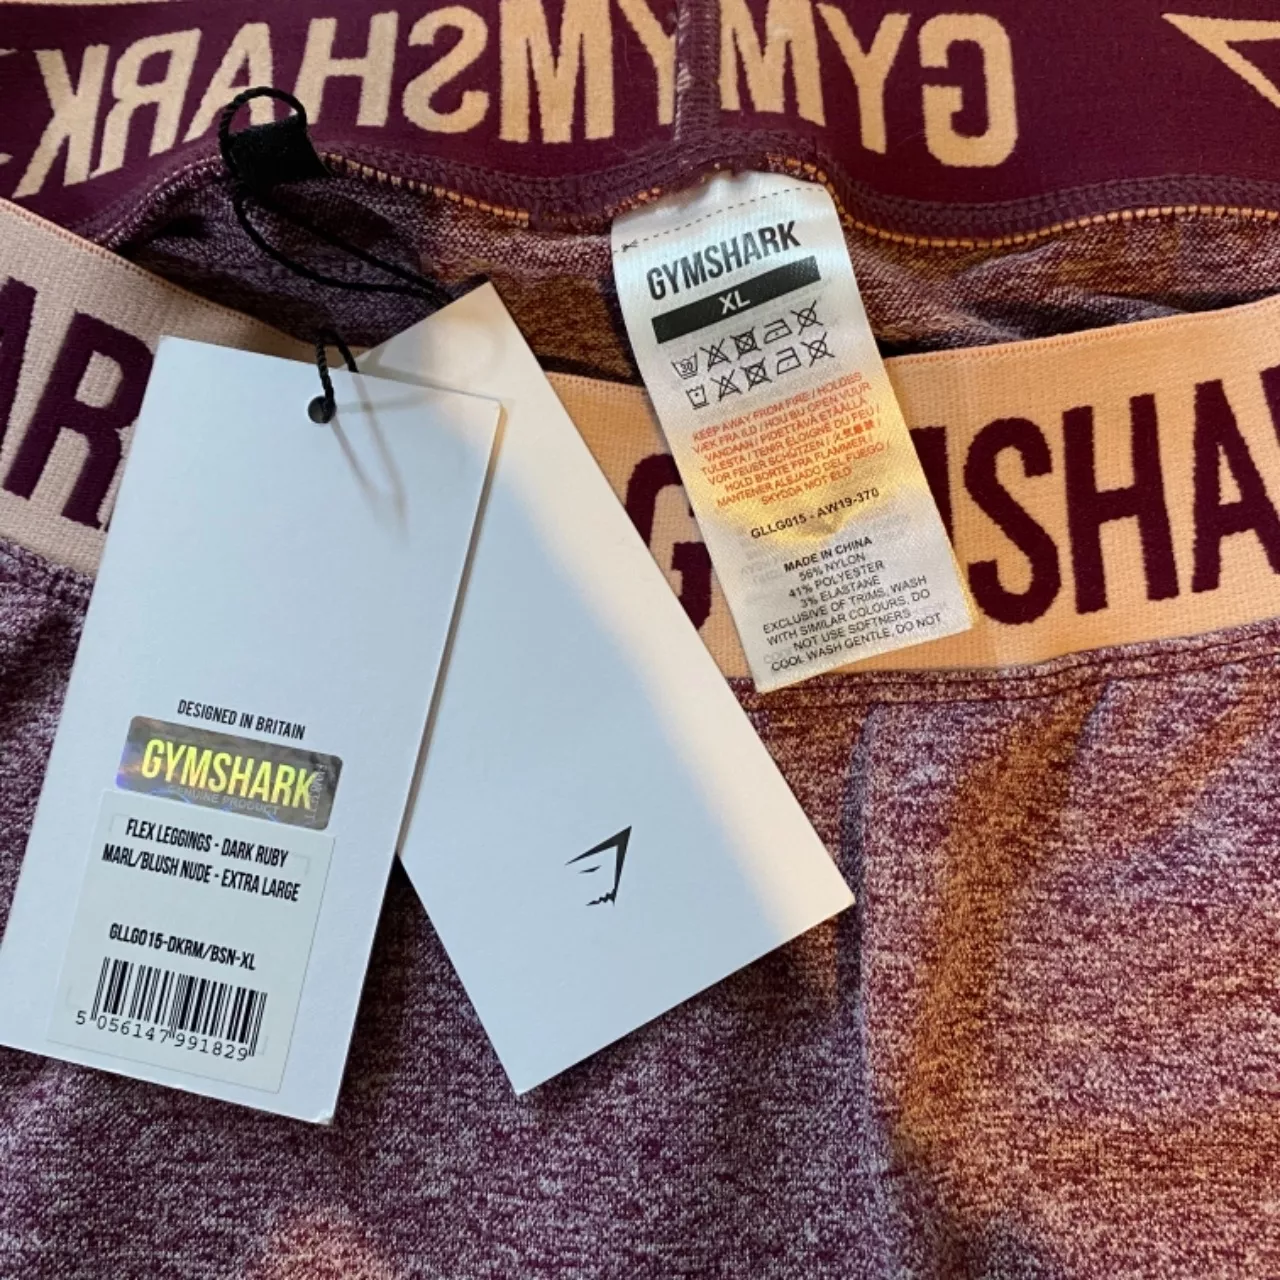 GYMSHARK
GYM
ARK
G
SHA
GYMSHARK
XL
30
KEEP AWAY FROM FIRE / HOLDES
VÆK FRA ILD / HOU BIJ OPEN VUUR
VANDAAN / PIDETTÄVÄ ETÄÄLLÄ
TULESTA / TENIR ÉLOIGNÉ DU FEU /
VOR FEUER SCHÜTZEN /
HOLD BORTE FRA FLAMMER /
MANTENER ALEJADO DEL FUEGO /
SKYDDA MOT ELD
GLLG015 - AW19-370
MADE IN CHINA
56% NYLON
41% POLYESTER
3% ELASTANE
EXCLUSIVE OF TRIMS, WASH
WITH SIMILAR COLOURS, DO
NOT USE SOFTNERS
COOL WASH GENTLE, DO NOT
DESIGNED IN BRITAIN
GYMSHARK
GENUINE PRODUCT
FLEX LEGGINGS - DARK RUBY
MARL/BLUSH NUDE - EXTRA LARGE
GLLG015-DKRM/BSN-XL
5 056147 991829